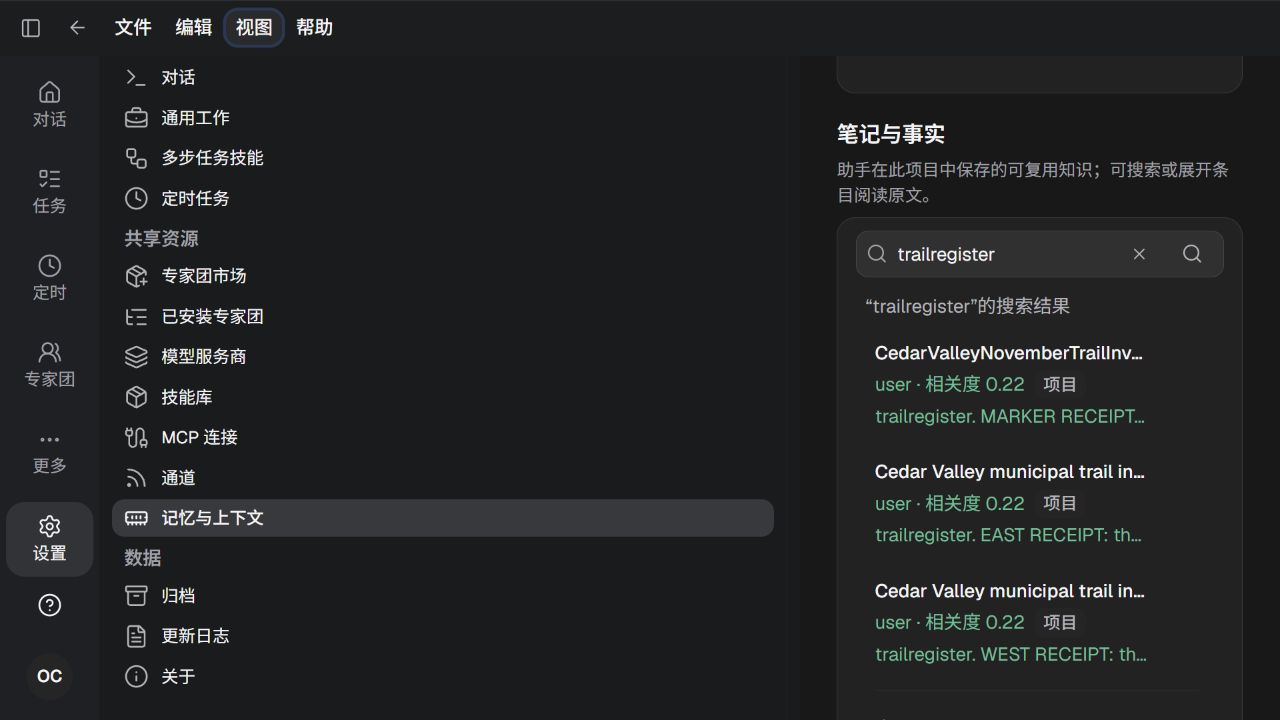 文件 编辑 视图 帮助
对话
任务
定时
专家团
更多
设置
OC
对话
通用工作
多步任务技能
定时任务
共享资源
专家团市场
已安装专家团
模型服务商
技能库
MCP 连接
通道
记忆与上下文
数据
归档
更新日志
关于
笔记与事实
助手在此项目中保存的可复用知识；可搜索或展开条
目阅读原文。
trailregister
“trailregister”的搜索结果
CedarValleyNovemberTrailInv...
user · 相关度 0.22 项目
trailregister. MARKER RECEIPT...
Cedar Valley municipal trail in...
user · 相关度 0.22 项目
trailregister. EAST RECEIPT: th...
Cedar Valley municipal trail in...
user · 相关度 0.22 项目
trailregister. WEST RECEIPT: th...